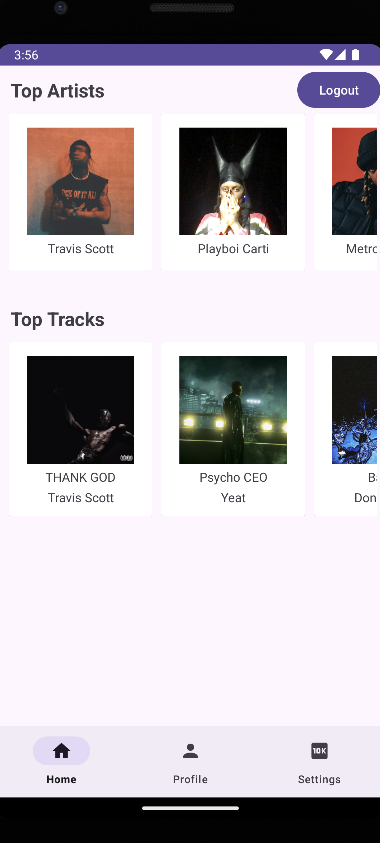 3:56
Top Artists
Logout
Travis Scott
Playboi Carti
Metro
Top Tracks
THANK GOD
Travis Scott
Psycho CEO
Yeat
B
Don
10K
Home
Profile
Settings